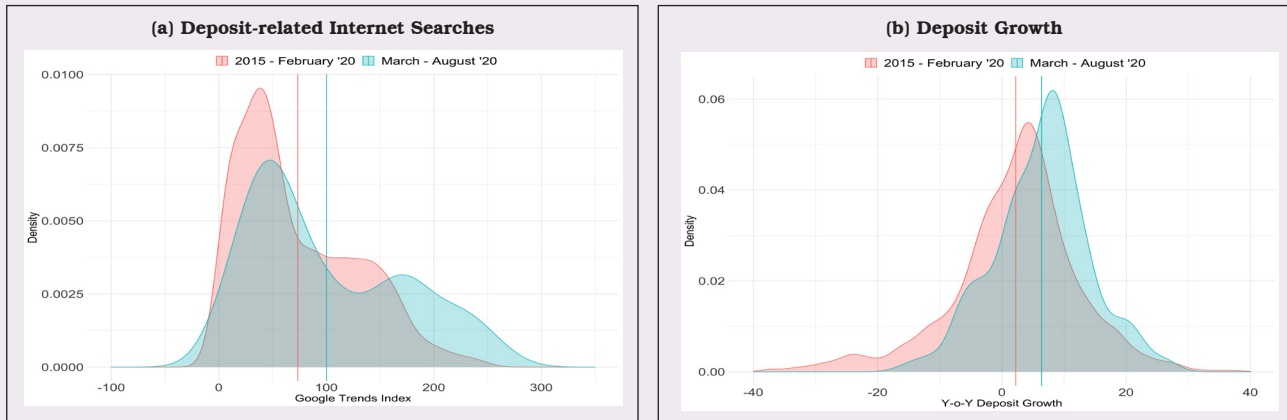 (a) Deposit-related Internet Searches
2015 - February '20 March - August '20
0.0100
0.0075
0.0050
0.0025
0.0000
Density
-100 0 100 200 300
Google Trends Index
(b) Deposit Growth
2015 - February '20 March - August '20
0.06
0.04
0.02
0.00
Density
-40 -20 0 20 40
Y-o-Y Deposit Growth